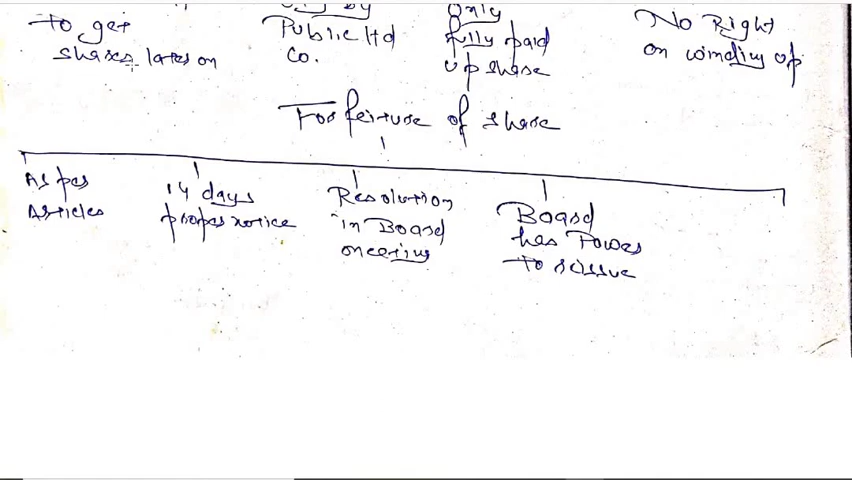 to get
shares later on
by
Public ltd
Co.
Only
fully paid
up share
No Right
on winding up
Forfeiture of share
As per
Articles
14 days
proper notice
Resolution
in Board
meeting
Board
has Power
to reissue